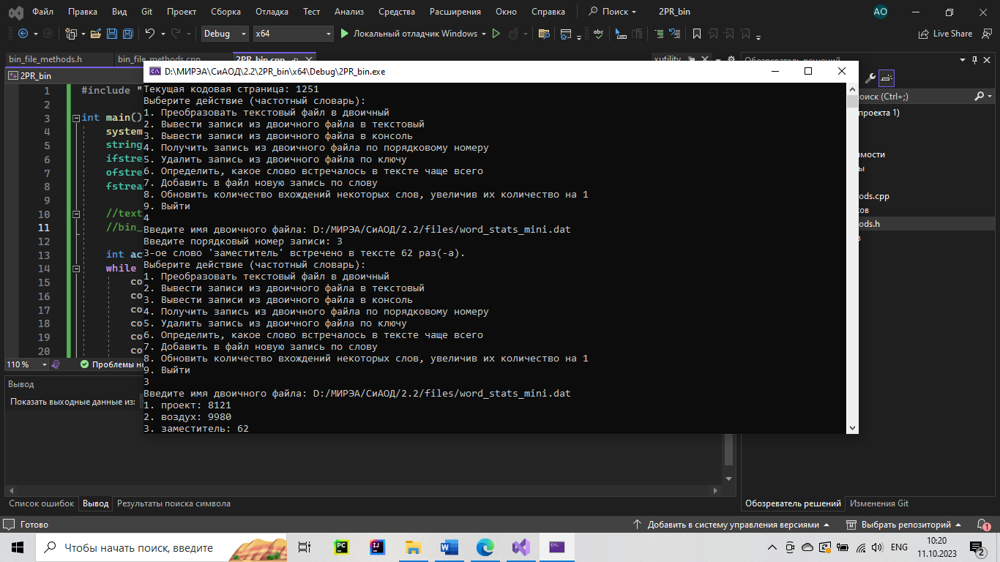 Файл Правка Вид Git Проект Сборка Отладка Тест Анализ Средства Расширения Окно Справка Поиск 2PR_bin AO
Debug x64 Локальный отладчик Windows Live Share
bin_file_methods.h bin_file_methods.cpp 2PR_bin.cpp xutility Обозреватель решений
2PR_bin
D:\МИРЭА\СиАОД\2.2\2PR_bin\x64\Debug\2PR_bin.exe
Текущая кодовая страница: 1251
Выберите действие (частотный словарь):
1. Преобразовать текстовый файл в двоичный
2. Вывести записи из двоичного файла в текстовый
3. Вывести записи из двоичного файла в консоль
4. Получить запись из двоичного файла по порядковому номеру
5. Удалить запись из двоичного файла по ключу
6. Определить, какое слово встречалось в тексте чаще всего
7. Добавить в файл новую запись по слову
8. Обновить количество вхождений некоторых слов, увеличив их количество на 1
9. Выйти
4
Введите имя двоичного файла: D:/МИРЭА/СиАОД/2.2/files/word_stats_mini.dat
Введите порядковый номер записи: 3
3-ое слово 'заместитель' встречено в тексте 62 раз(-а).
Выберите действие (частотный словарь):
1. Преобразовать текстовый файл в двоичный
2. Вывести записи из двоичного файла в текстовый
3. Вывести записи из двоичного файла в консоль
4. Получить запись из двоичного файла по порядковому номеру
5. Удалить запись из двоичного файла по ключу
6. Определить, какое слово встречалось в тексте чаще всего
7. Добавить в файл новую запись по слову
8. Обновить количество вхождений некоторых слов, увеличив их количество на 1
9. Выйти
3
Введите имя двоичного файла: D:/МИРЭА/СиАОД/2.2/files/word_stats_mini.dat
1. проект: 8121
2. воздух: 9980
3. заместитель: 62
1 #include "
2
3 int main()
4 system
5 string
6 ifstre
7 ofstre
8 fstrea
9
10 //text
11 //bin_
12
13 int ac
14 while
15 co
16 co
17 co
18 co
19 co
20 co
110 % Проблемы не
оиск (Ctrl+;)
проекта 1)
имости
ы
ods.cpp
ов
ods.h
в
Вывод
Показать выходные данные из:
Список ошибок Вывод Результаты поиска символа
Обозреватель решений Изменения Git
Готово Добавить в систему управления версиями Выбрать репозиторий 1
Чтобы начать поиск, введите PC IJ W ENG 10:20
11.10.2023 2